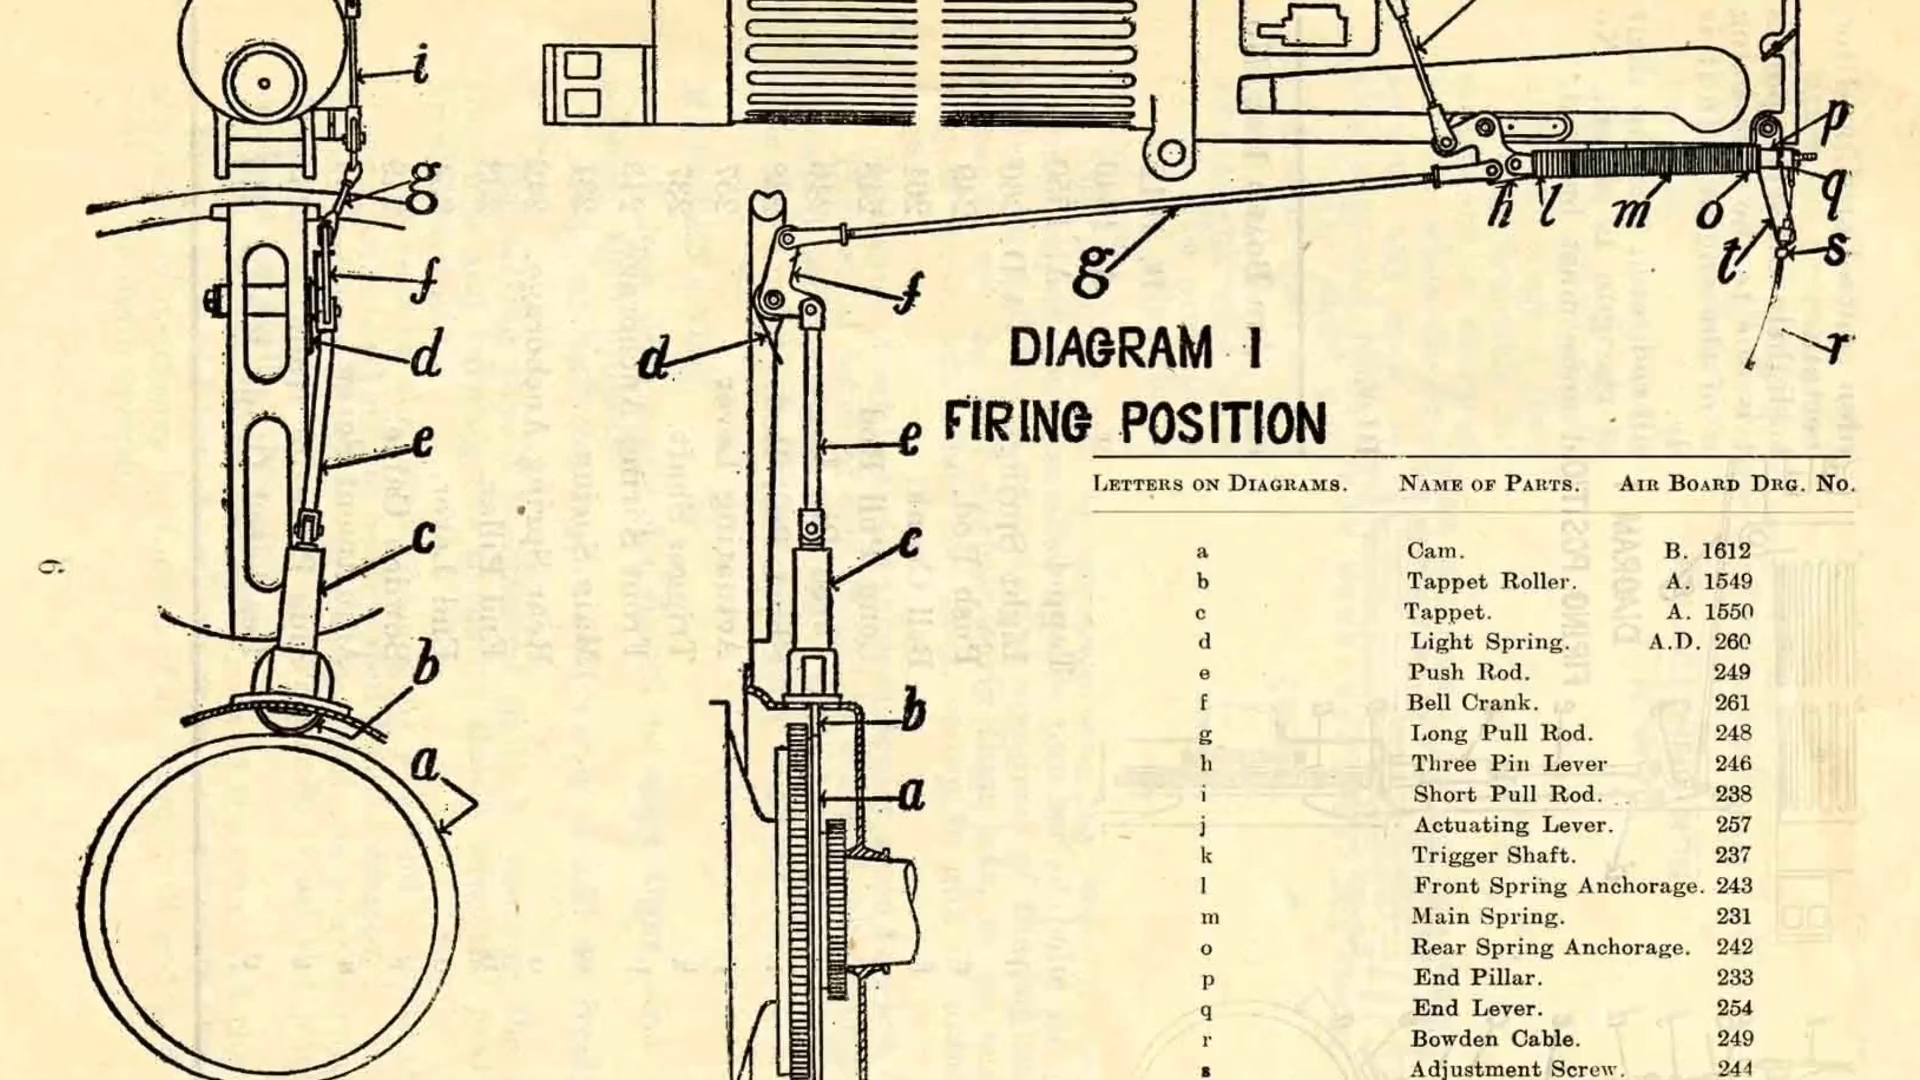 i
g
g
f
d
e
c
b
a
p
q
h l m o
t
s
r
g
f
d
e
c
b
a
DIAGRAM 1
FIRING POSITION
LETTERS ON DIAGRAMS. NAME OF PARTS. AIR BOARD DRG. NO.
a Cam. B. 1612
b Tappet Roller. A. 1549
c Tappet. A. 1550
d Light Spring. A.D. 260
e Push Rod. 249
f Bell Crank. 261
g Long Pull Rod. 248
h Three Pin Lever 246
i Short Pull Rod. 238
j Actuating Lever. 257
k Trigger Shaft. 237
l Front Spring Anchorage. 243
m Main Spring. 231
o Rear Spring Anchorage. 242
p End Pillar. 233
q End Lever. 254
r Bowden Cable. 249
s Adjustment Screw. 244